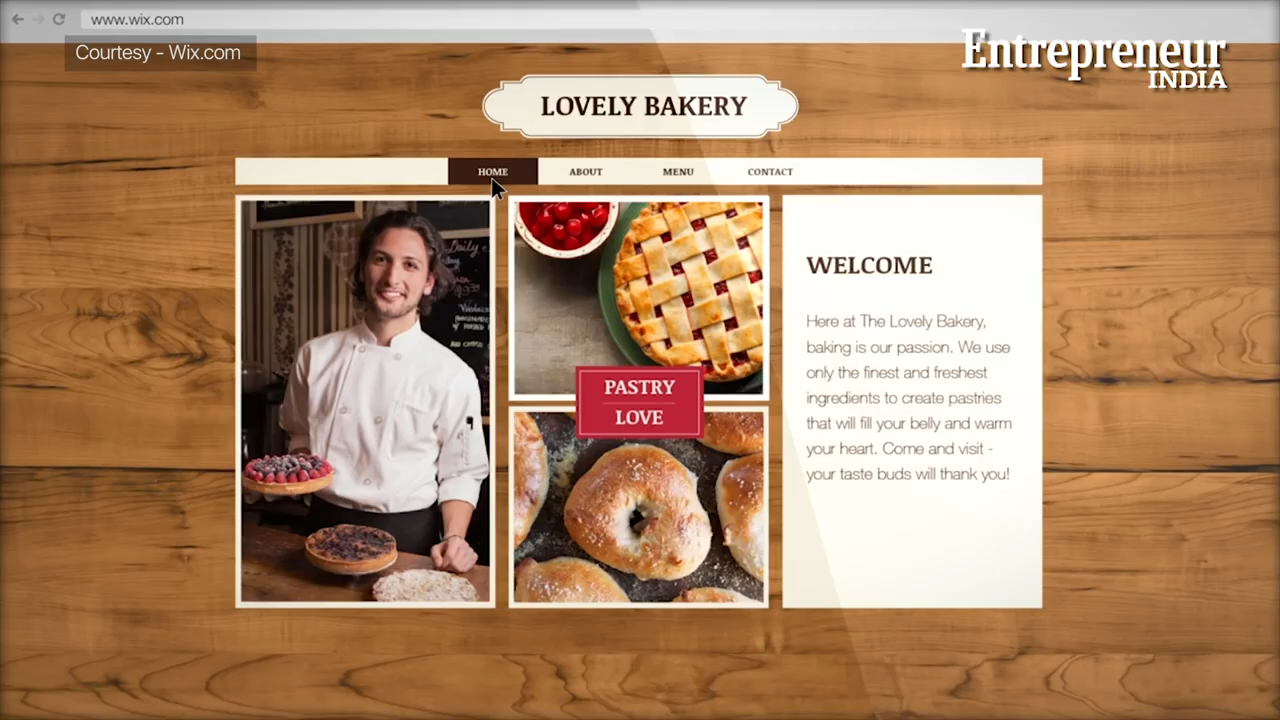 www.wix.com
Courtesy - Wix.com
Entrepreneur
INDIA
LOVELY BAKERY
HOME
ABOUT
MENU
CONTACT
Daily
PASTRY
LOVE
WELCOME
Here at The Lovely Bakery,
baking is our passion. We use
only the finest and freshest
ingredients to create pastries
that will fill your belly and warm
your heart. Come and visit -
your taste buds will thank you!